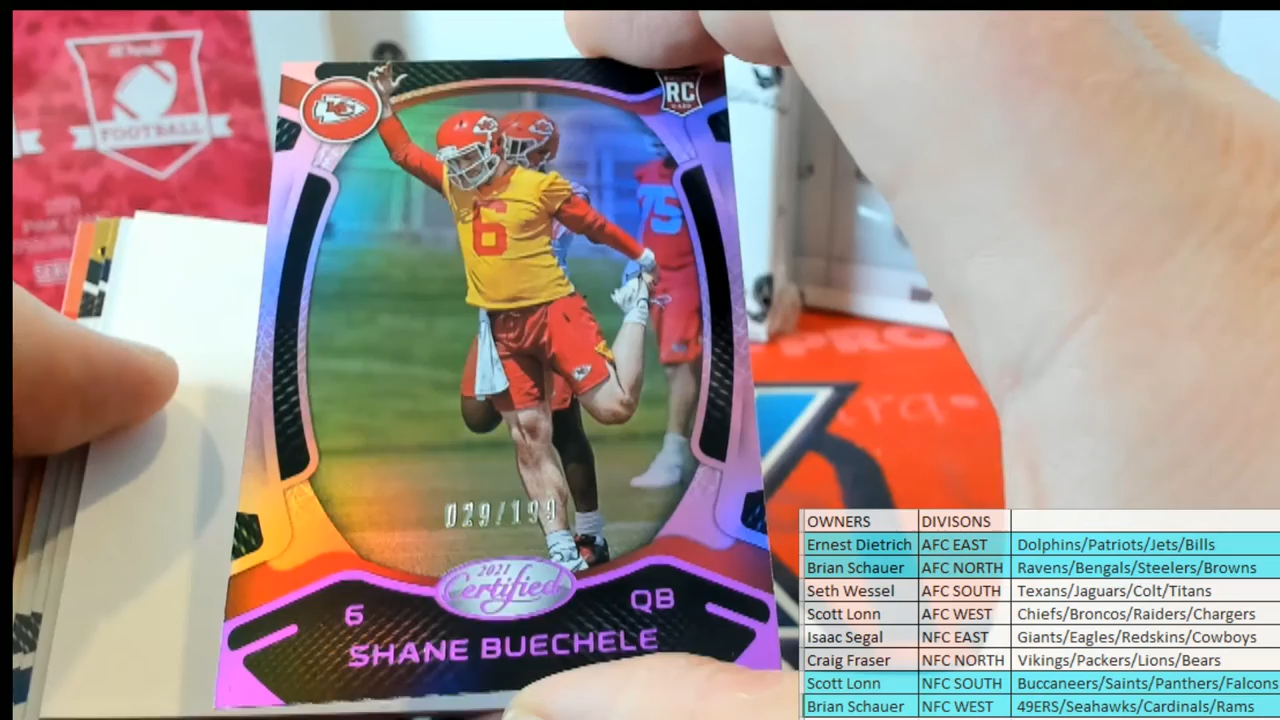 FOOTBALL
KC
RC
6
75
029/199
2021
Certified
6
QB
SHANE BUECHELE
PRO
OWNERS DIVISONS
Ernest Dietrich AFC EAST Dolphins/Patriots/Jets/Bills
Brian Schauer AFC NORTH Ravens/Bengals/Steelers/Browns
Seth Wessel AFC SOUTH Texans/Jaguars/Colt/Titans
Scott Lonn AFC WEST Chiefs/Broncos/Raiders/Chargers
Isaac Segal NFC EAST Giants/Eagles/Redskins/Cowboys
Craig Fraser NFC NORTH Vikings/Packers/Lions/Bears
Scott Lonn NFC SOUTH Buccaneers/Saints/Panthers/Falcons
Brian Schauer NFC WEST 49ERS/Seahawks/Cardinals/Rams